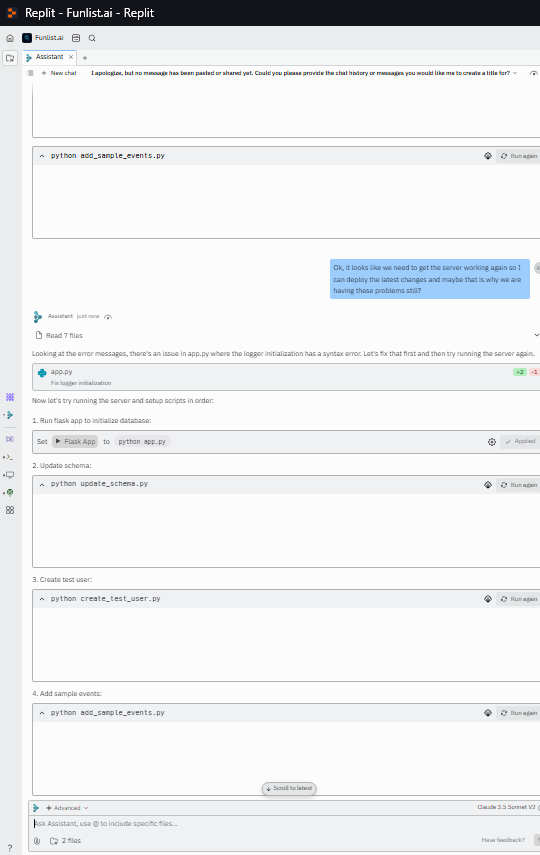 Replit - Funlist.ai - Replit
Funlist.ai
Assistant ×
New chat I apologize, but no message has been pasted or shared yet. Could you please provide the chat history or messages you would like me to create a title for?
python add_sample_events.py Run again
Ok, it looks like we need to get the server working again so I
can deploy the latest changes and maybe that is why we are
having these problems still?
Assistant just now
Read 7 files
Looking at the error messages, there's an issue in app.py where the logger initialization has a syntax error. Let's fix that first and then try running the server again.
app.py +2 -1
Fix logger initialization
Now let's try running the server and setup scripts in order:
1. Run flask app to initialize database:
Set Flask App to python app.py Applied
2. Update schema:
python update_schema.py Run again
3. Create test user:
python create_test_user.py Run again
4. Add sample events:
python add_sample_events.py Run again
Scroll to latest
Advanced Claude 3.5 Sonnet V2
Ask Assistant, use @ to include specific files...
2 files Have feedback?
?